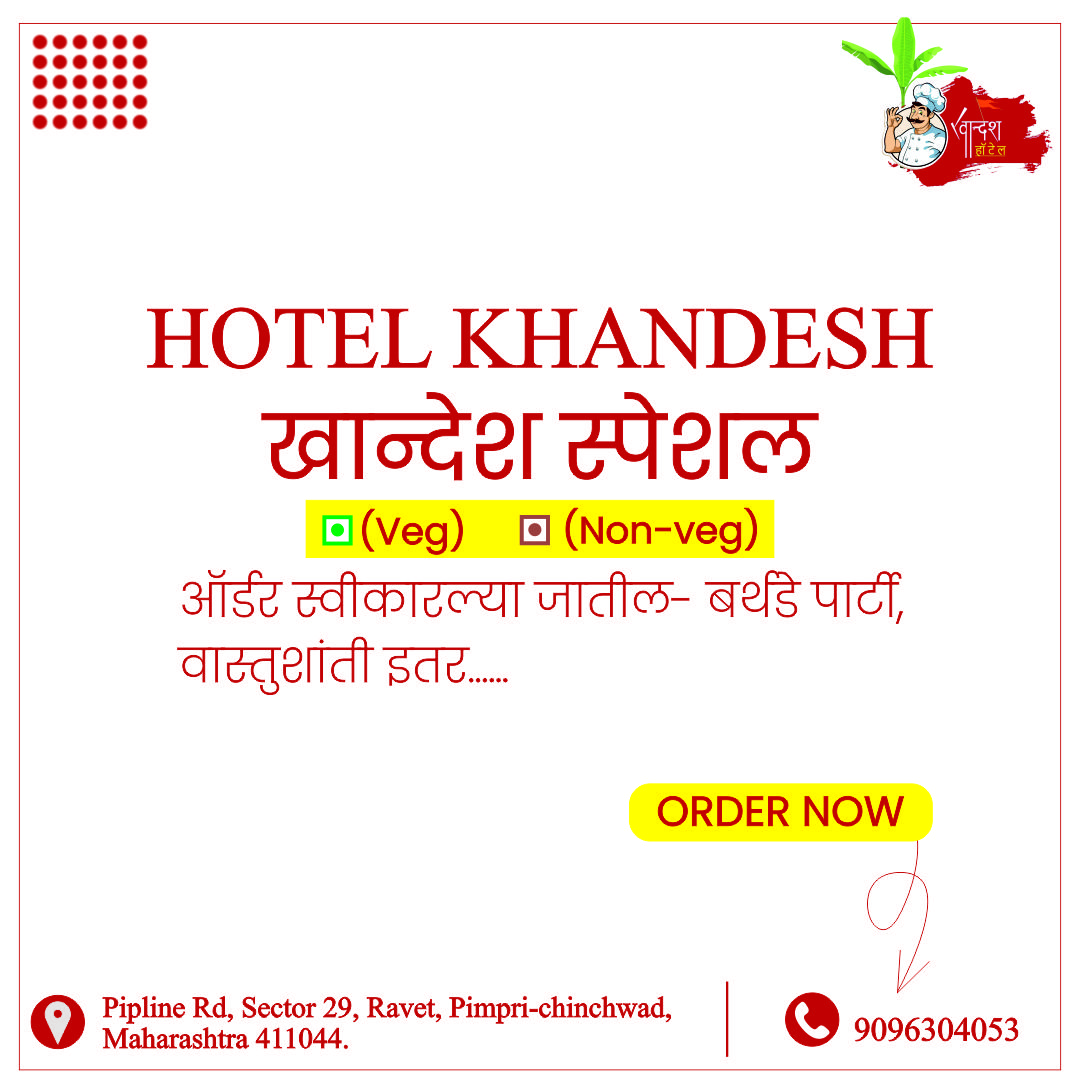 खान्देश
हॉटेल
HOTEL KHANDESH
खान्देश स्पेशल
(Veg) (Non-veg)
ऑर्डर स्वीकारल्या जातील- बर्थडे पार्टी,
वास्तुशांती इतर......
ORDER NOW
Pipline Rd, Sector 29, Ravet, Pimpri-chinchwad,
Maharashtra 411044.
9096304053